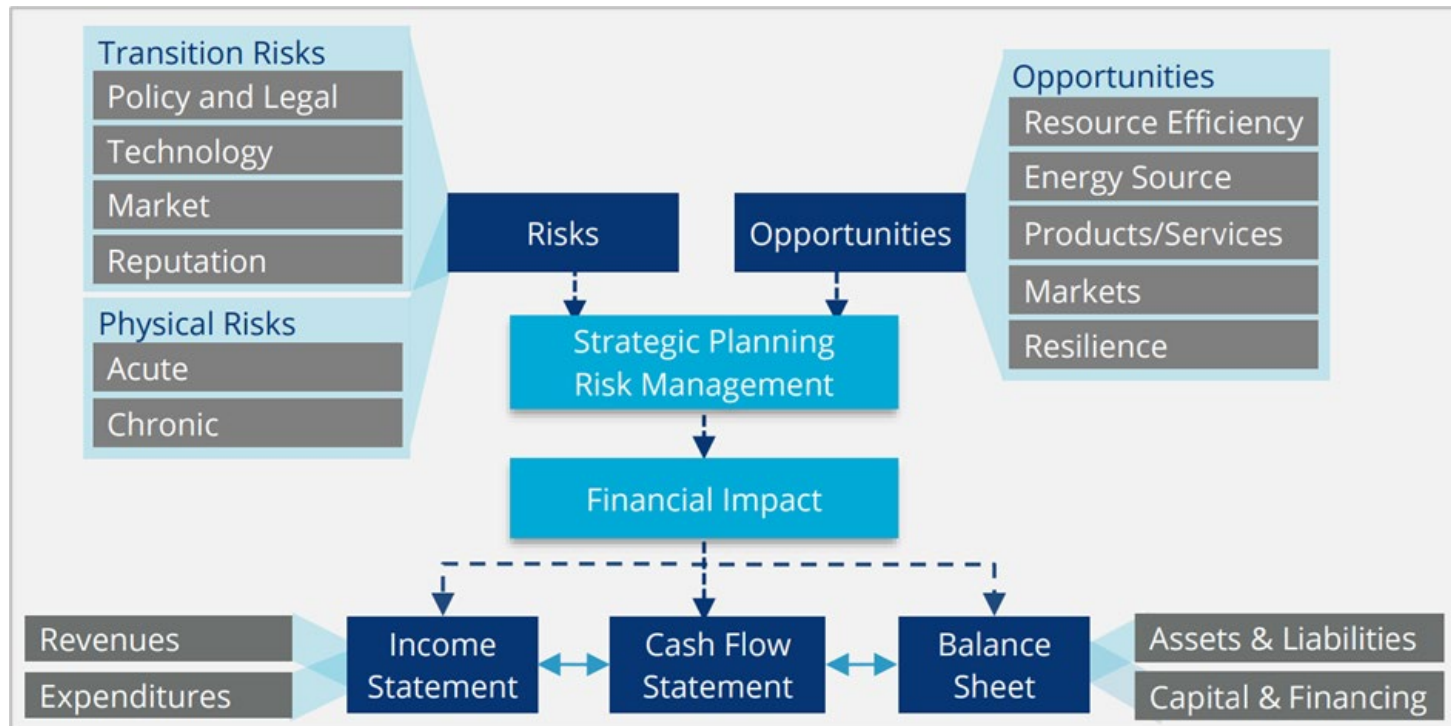 Transition Risks
Policy and Legal
Technology
Market
Reputation
Physical Risks
Acute
Chronic
Risks
Opportunities
Opportunities
Resource Efficiency
Energy Source
Products/Services
Markets
Resilience
Strategic Planning
Risk Management
Financial Impact
Revenues
Expenditures
Income
Statement
Cash Flow
Statement
Balance
Sheet
Assets & Liabilities
Capital & Financing